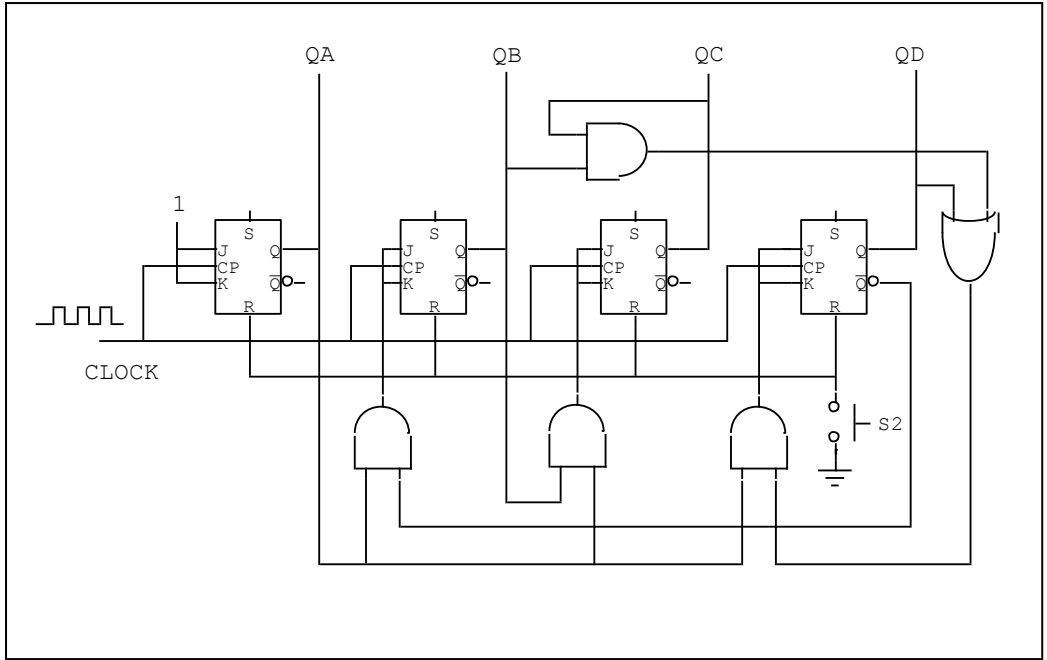 QA QB QC QD
1
S S S S
J Q J Q J Q J Q
CP CP CP CP
K Q̅ K Q̅ K Q̅ K Q̅
R R R R
CLOCK
S2